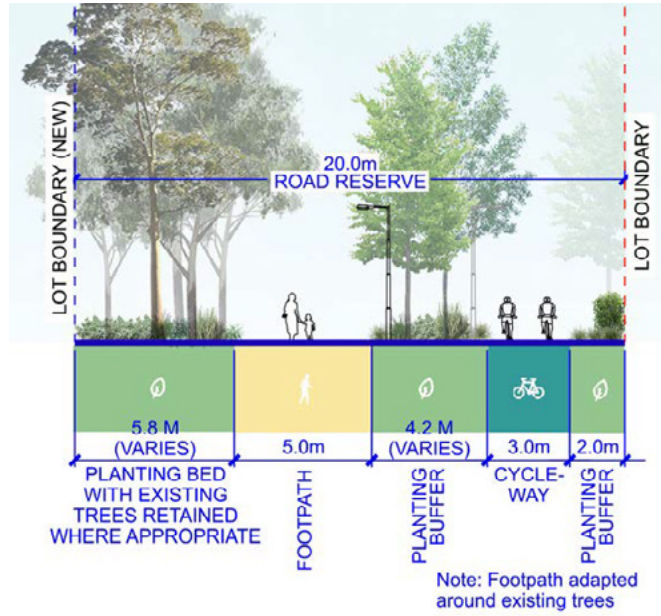 LOT BOUNDARY (NEW)
20.0m
ROAD RESERVE
LOT BOUNDARY
5.8 M
(VARIES)
5.0m
4.2 M
(VARIES)
3.0m
2.0m
PLANTING BED
WITH EXISTING
TREES RETAINED
WHERE APPROPRIATE
FOOTPATH
PLANTING
BUFFER
CYCLE-
WAY
PLANTING
BUFFER
Note: Footpath adapted
around existing trees